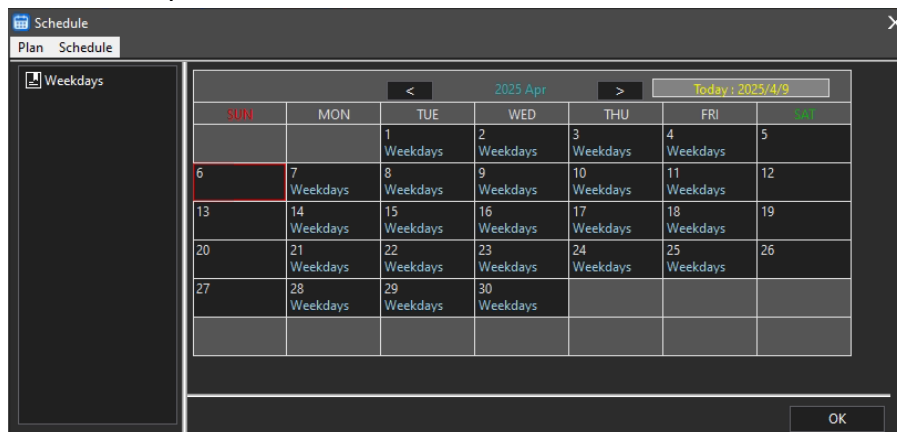 Schedule
Plan Schedule
Weekdays
< 2025 Apr > Today : 2025/4/9
SUN MON TUE WED THU FRI SAT
1 2 3 4 5
Weekdays Weekdays Weekdays Weekdays
6 7 8 9 10 11 12
Weekdays Weekdays Weekdays Weekdays Weekdays
13 14 15 16 17 18 19
Weekdays Weekdays Weekdays Weekdays Weekdays
20 21 22 23 24 25 26
Weekdays Weekdays Weekdays Weekdays Weekdays
27 28 29 30
Weekdays Weekdays Weekdays
OK